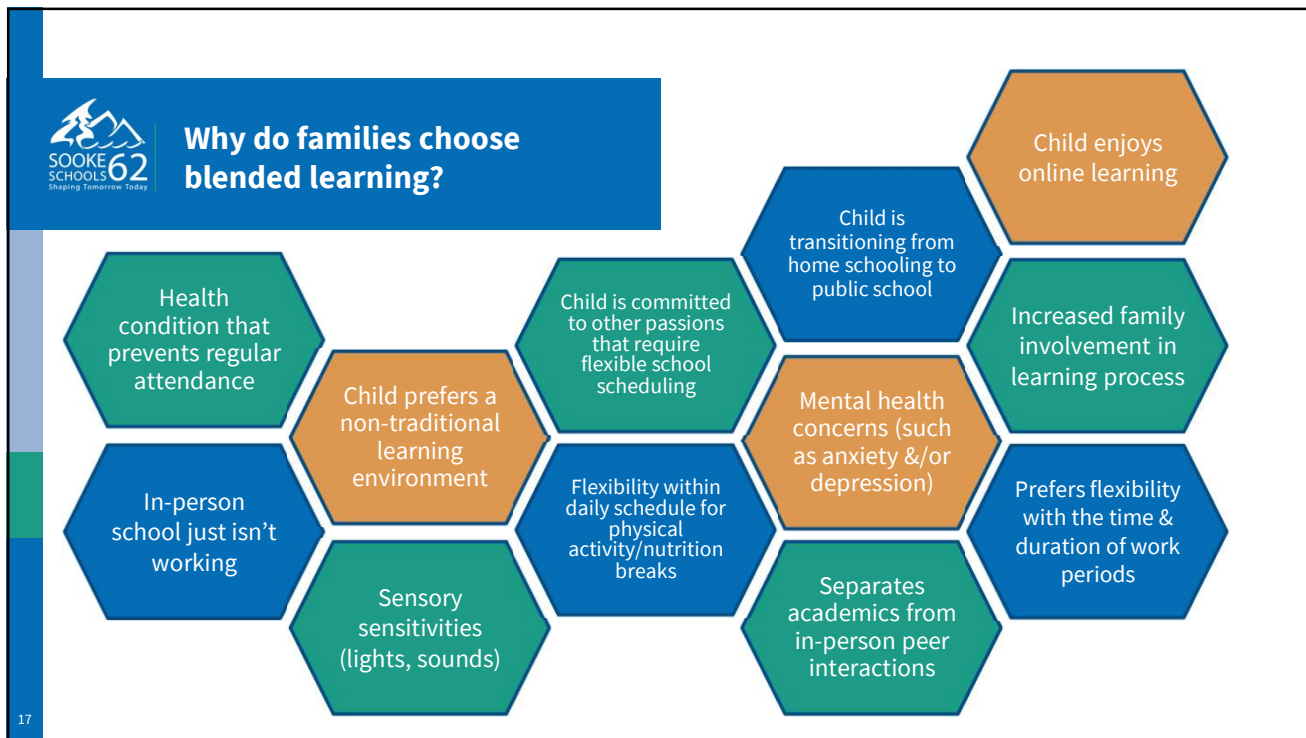 SOOKE
SCHOOLS 62
Shaping Tomorrow Today
Why do families choose
blended learning?
Health
condition that
prevents regular
attendance
In-person
school just isn’t
working
Child prefers a
non-traditional
learning
environment
Sensory
sensitivities
(lights, sounds)
Child is committed
to other passions
that require
flexible school
scheduling
Flexibility within
daily schedule for
physical
activity/nutrition
breaks
Child is
transitioning from
home schooling to
public school
Mental health
concerns (such
as anxiety &/or
depression)
Separates
academics from
in-person peer
interactions
Child enjoys
online learning
Increased family
involvement in
learning process
Prefers flexibility
with the time &
duration of work
periods
17